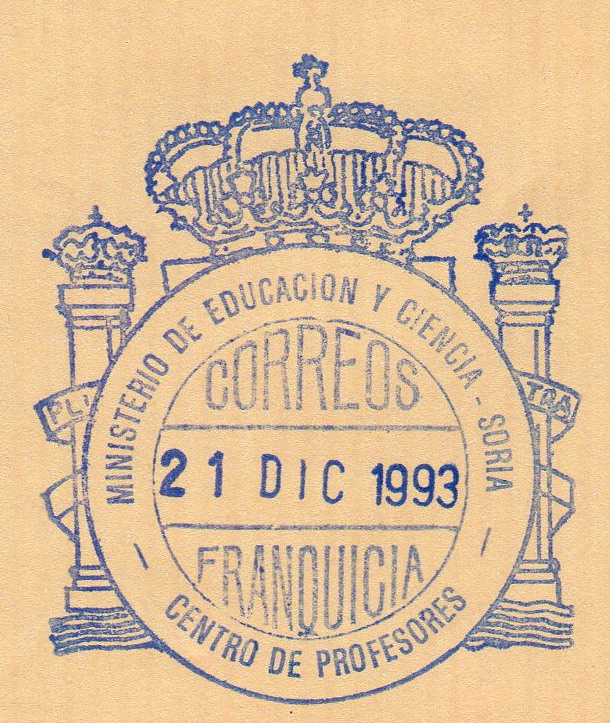 MINISTERIO DE EDUCACION Y CIENCIA - SORIA
CORREOS
21 DIC 1993
FRANQUICIA
CENTRO DE PROFESORES